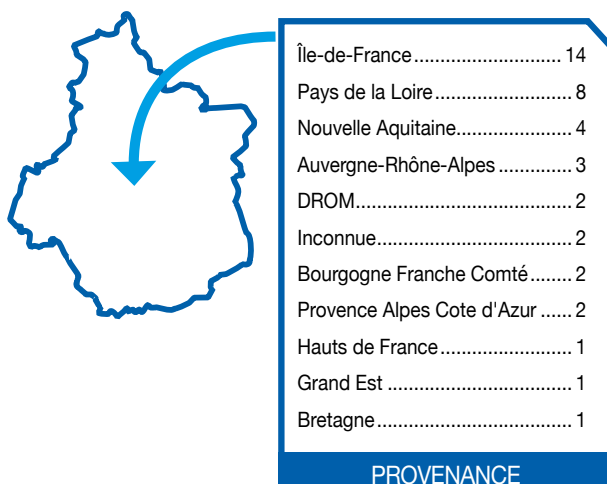 Île-de-France ............................ 14
Pays de la Loire .......................... 8
Nouvelle Aquitaine...................... 4
Auvergne-Rhône-Alpes .............. 3
DROM......................................... 2
Inconnue..................................... 2
Bourgogne Franche Comté ........ 2
Provence Alpes Cote d'Azur ...... 2
Hauts de France ......................... 1
Grand Est ................................... 1
Bretagne ..................................... 1
PROVENANCE